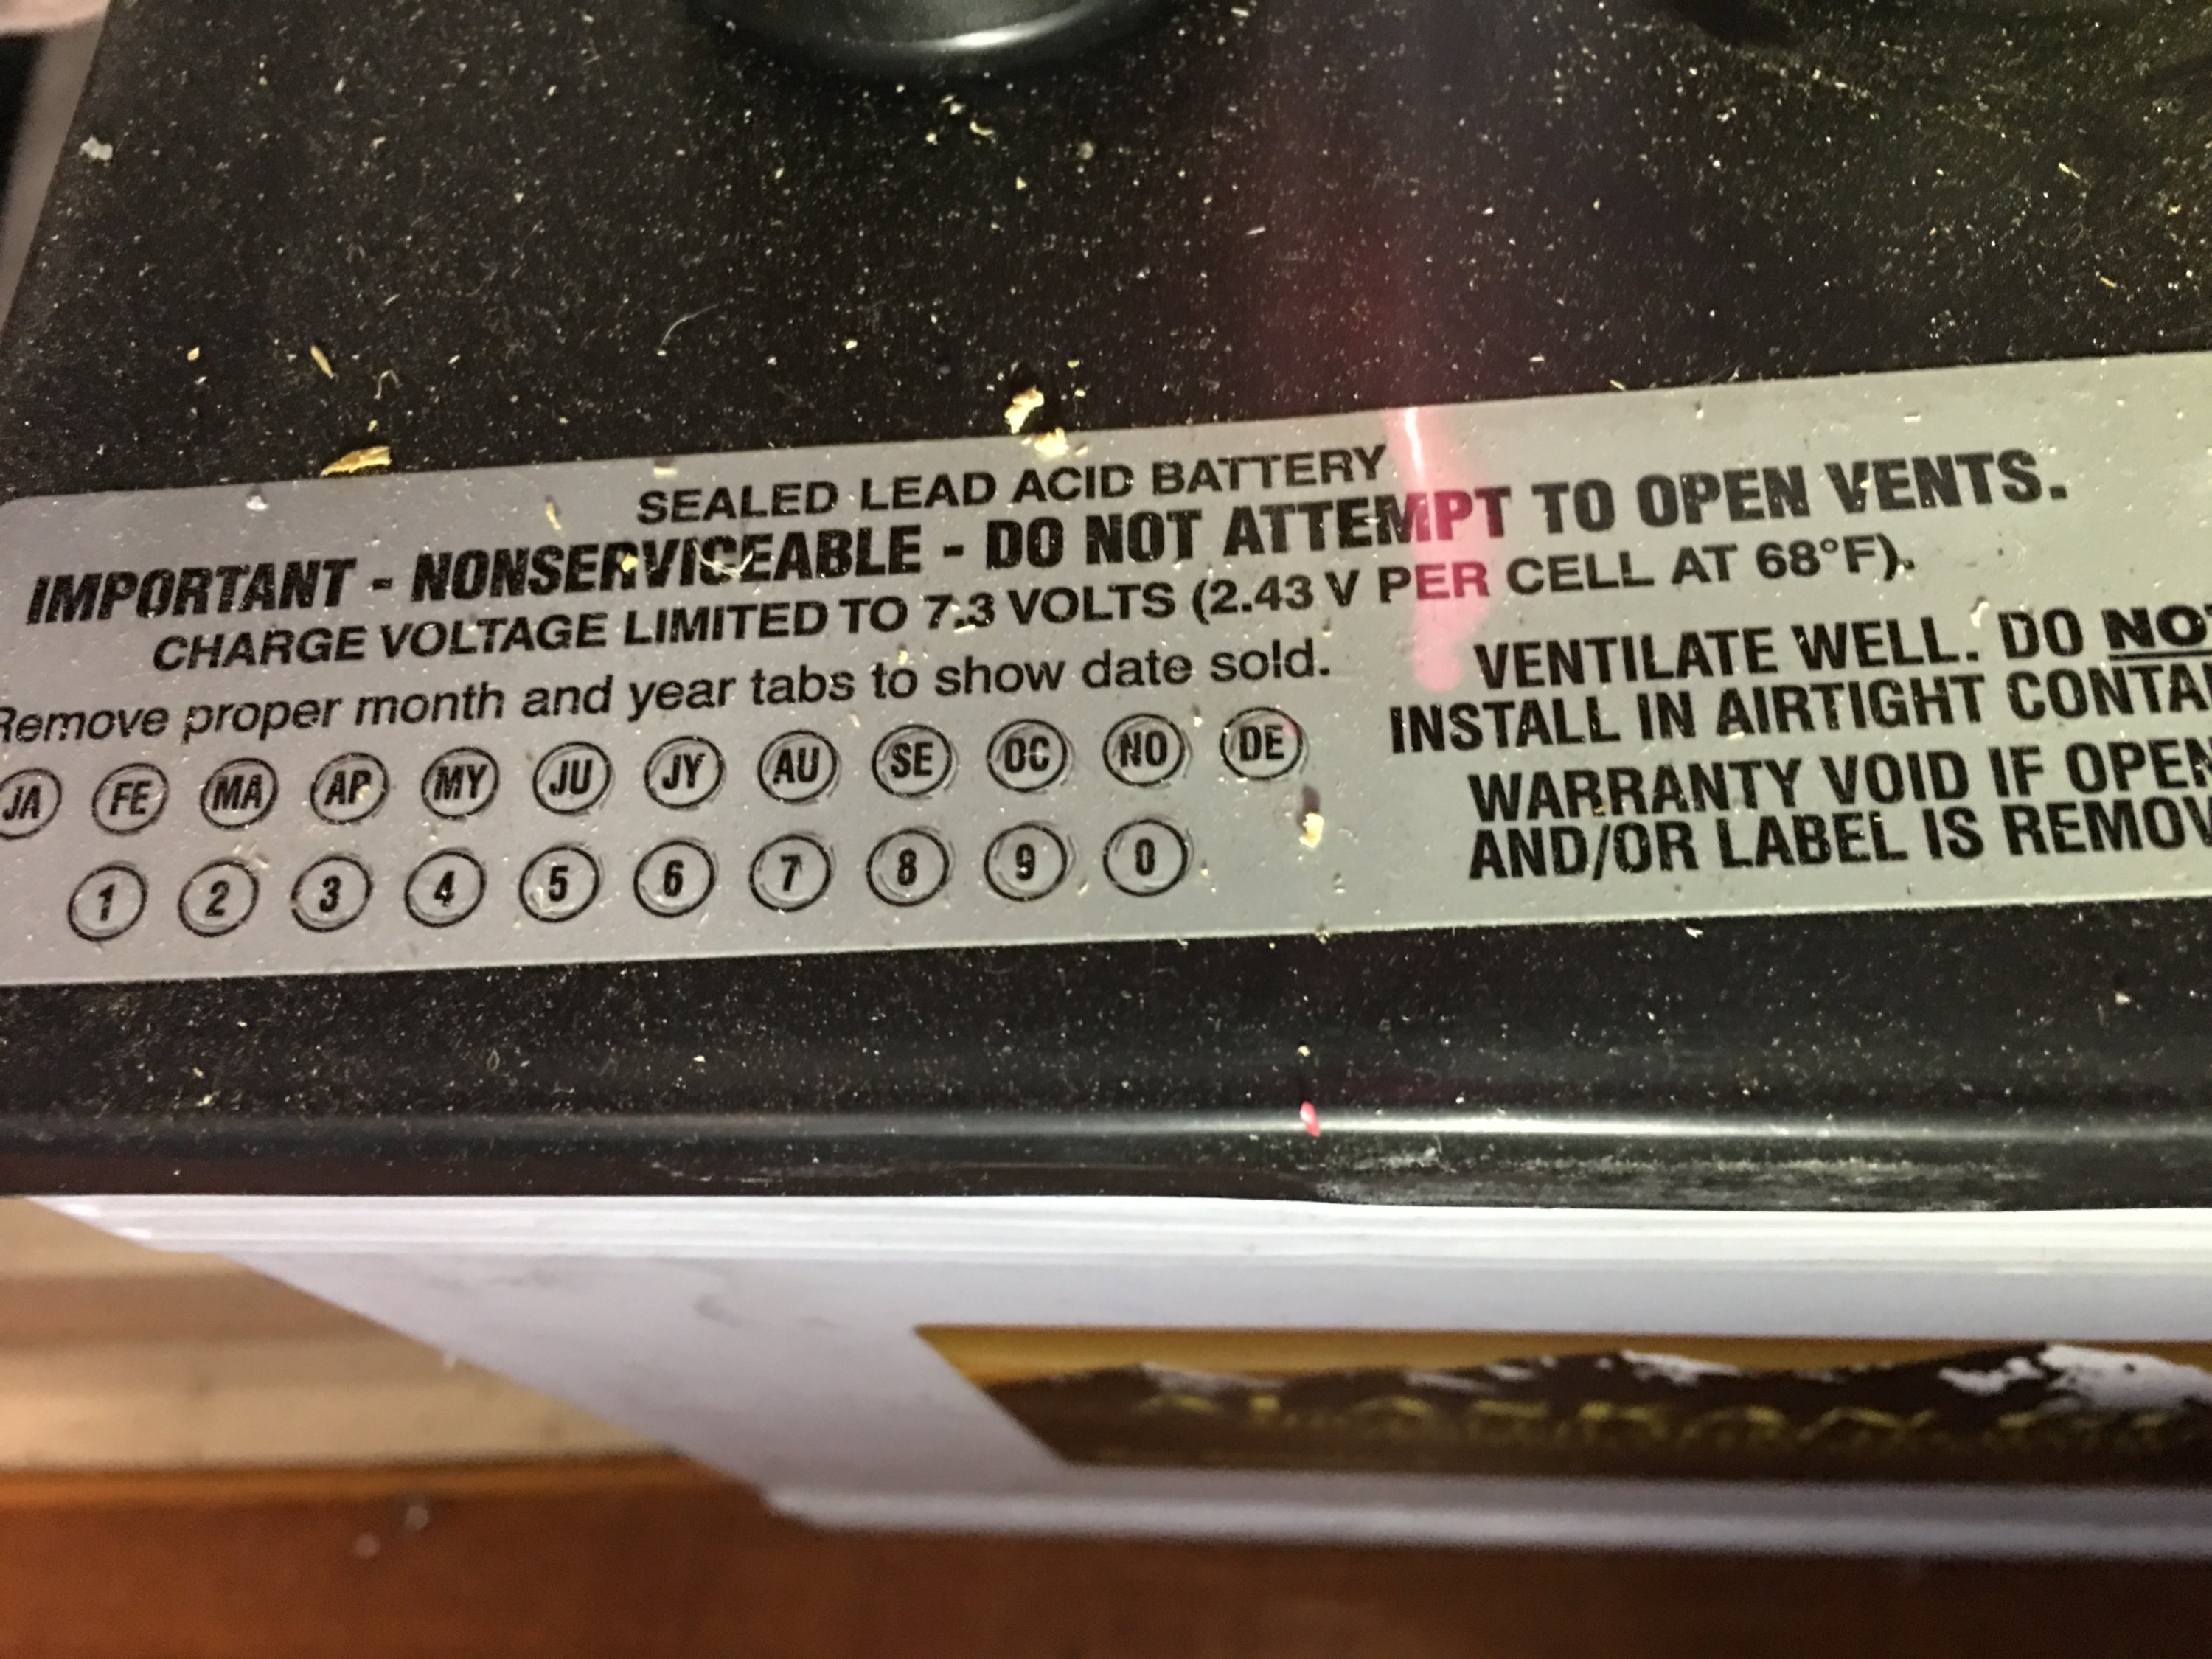 SEALED LEAD ACID BATTERY
IMPORTANT - NONSERVICEABLE - DO NOT ATTEMPT TO OPEN VENTS.
CHARGE VOLTAGE LIMITED TO 7.3 VOLTS (2.43 V PER CELL AT 68°F).
Remove proper month and year tabs to show date sold.
JA FE MA AP MY JU JY AU SE OC NO DE
1 2 3 4 5 6 7 8 9 0
VENTILATE WELL. DO
INSTALL IN AIRTIGHT
WARRANTY VOID IF
AND/OR LABEL IS